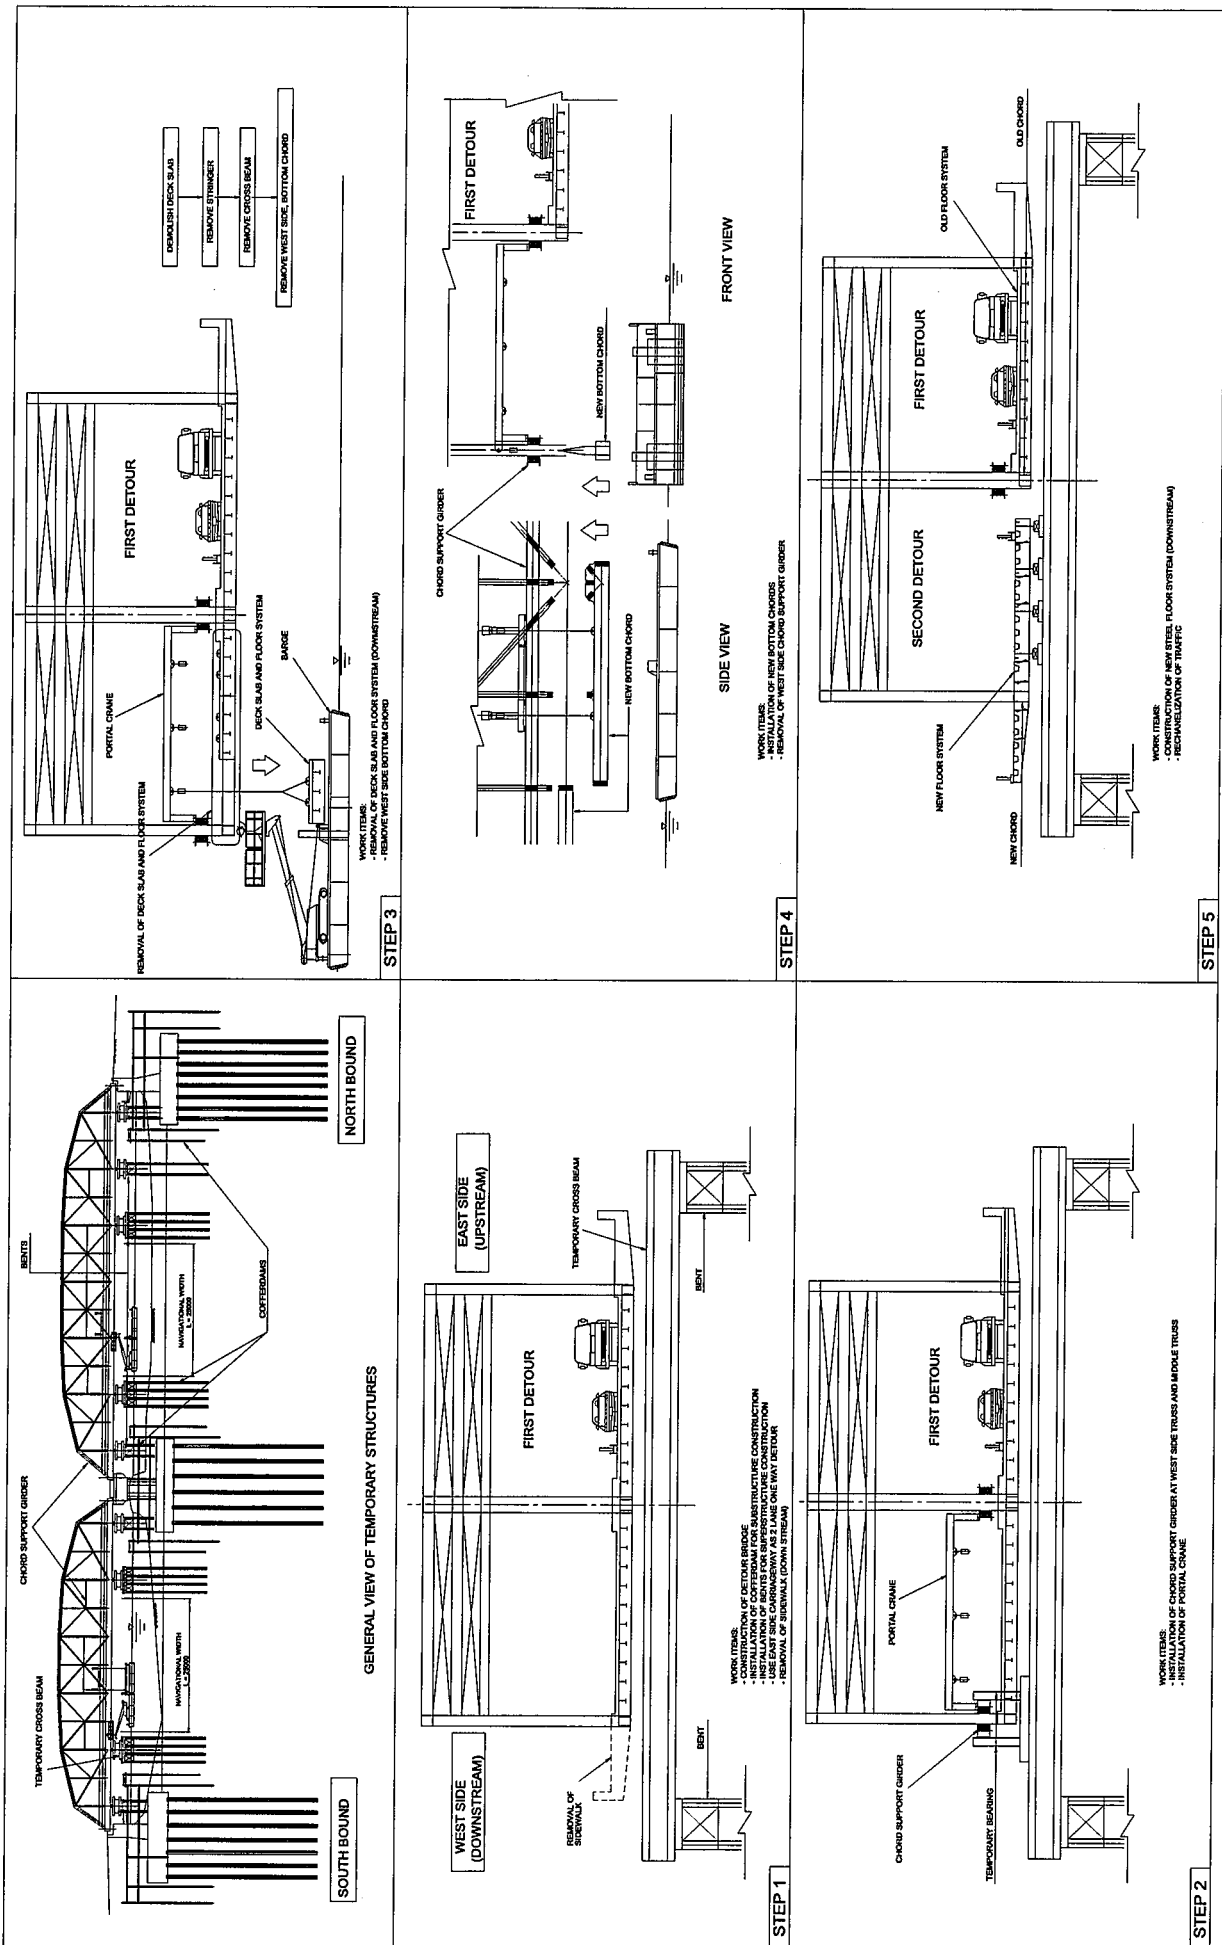 CHORD SUPPORT GIRDER
BENTS
TEMPORARY CROSS BEAM
NAVIGATIONAL WIDTH
L = 25000
NAVIGATIONAL WIDTH
L = 25000
COFFERDAMS
SOUTH BOUND
NORTH BOUND
GENERAL VIEW OF TEMPORARY STRUCTURES
WEST SIDE
(DOWNSTREAM)
EAST SIDE
(UPSTREAM)
FIRST DETOUR
REMOVAL OF
SIDEWALK
TEMPORARY CROSS BEAM
BENT
BENT
WORK ITEMS:
- CONSTRUCTION OF DETOUR BRIDGE
- INSTALLATION OF COFFERDAM FOR SUBSTRUCTURE CONSTRUCTION
- INSTALLATION OF BENTS FOR SUPERSTRUCTURE CONSTRUCTION
- USE EAST SIDE CARRIAGEWAY AS 2 LANE ONE WAY DETOUR
- REMOVAL OF SIDEWALK (DOWN STREAM)
STEP 1
PORTAL CRANE
FIRST DETOUR
CHORD SUPPORT GIRDER
TEMPORARY BEARING
WORK ITEMS:
- INSTALLATION OF CHORD SUPPORT GIRDER AT WEST SIDE TRUSS AND MIDDLE TRUSS
- INSTALLATION OF PORTAL CRANE
STEP 2
DEMOLISH DECK SLAB
REMOVE STRINGER
REMOVE CROSS BEAM
REMOVE WEST SIDE, BOTTOM CHORD
FIRST DETOUR
PORTAL CRANE
REMOVAL OF DECK SLAB AND FLOOR SYSTEM
DECK SLAB AND FLOOR SYSTEM
BARGE
WORK ITEMS:
- REMOVAL OF DECK SLAB AND FLOOR SYSTEM (DOWNSTREAM)
- REMOVE WEST SIDE BOTTOM CHORD
STEP 3
CHORD SUPPORT GIRDER
FIRST DETOUR
NEW BOTTOM CHORD
NEW BOTTOM CHORD
SIDE VIEW
FRONT VIEW
WORK ITEMS:
- INSTALLATION OF NEW BOTTOM CHORDS
- REMOVAL OF WEST SIDE CHORD SUPPORT GIRDER
STEP 4
SECOND DETOUR
FIRST DETOUR
NEW FLOOR SYSTEM
OLD FLOOR SYSTEM
NEW CHORD
OLD CHORD
WORK ITEMS:
- CONSTRUCTION OF NEW STEEL FLOOR SYSTEM (DOWNSTREAM)
- RECHANELIZATION OF TRAFFIC
STEP 5